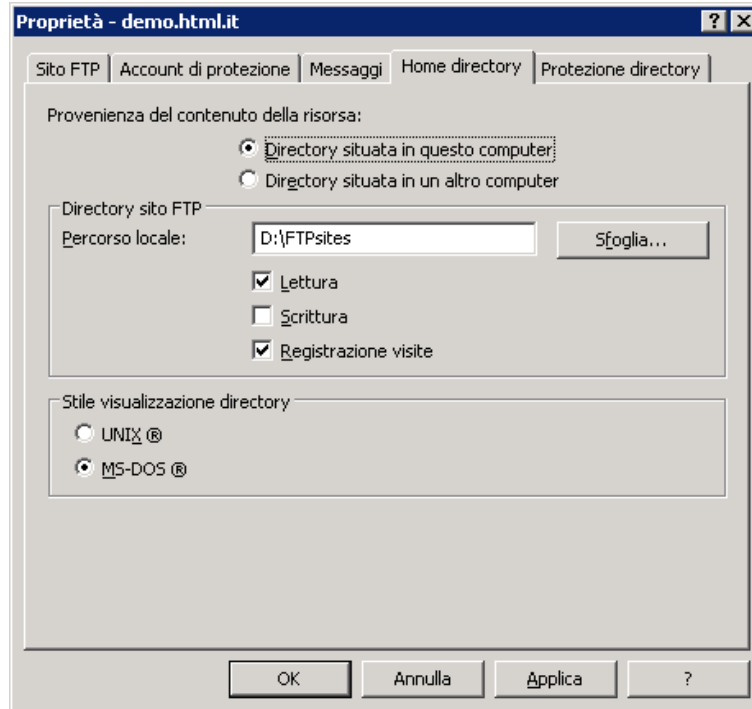 Proprietà - demo.html.it
Sito FTP Account di protezione Messaggi Home directory Protezione directory
Provenienza del contenuto della risorsa:
Directory situata in questo computer
Directory situata in un altro computer
Directory sito FTP
Percorso locale: D:\FTPsites Sfoglia...
Lettura
Scrittura
Registrazione visite
Stile visualizzazione directory
UNIX ®
MS-DOS ®
OK Annulla Applica ?